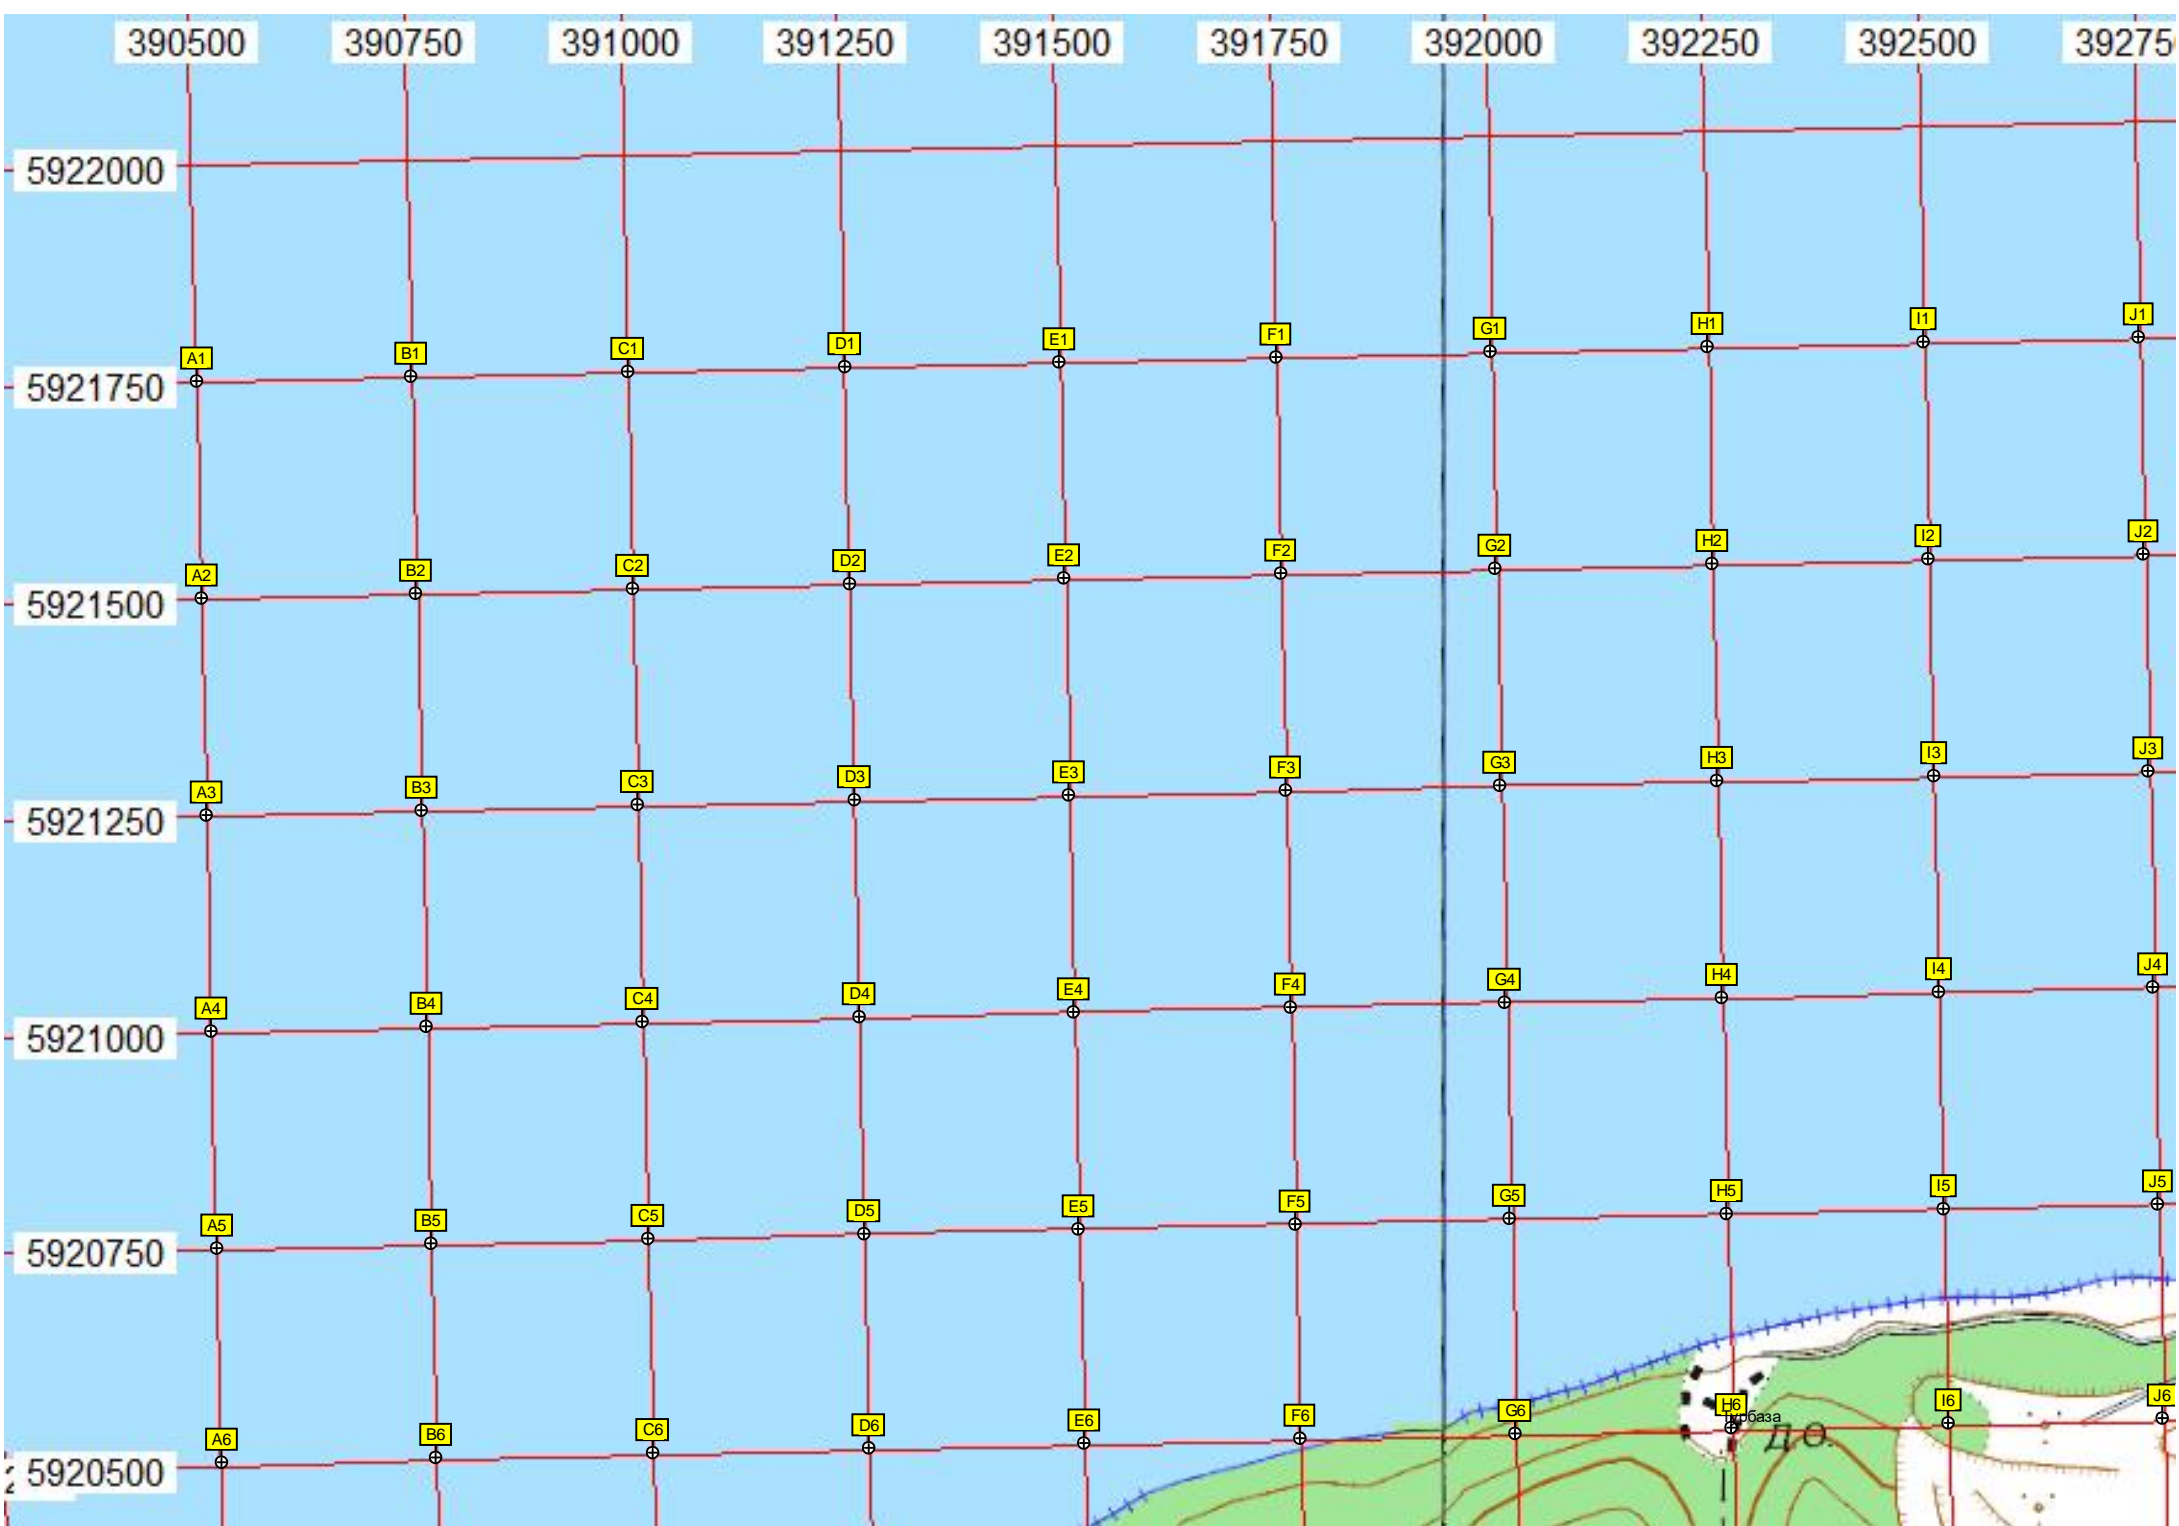 390500 390750 391000 391250 391500 391750 392000 392250 392500 39275
5922000
A1 B1 C1 D1 E1 F1 G1 H1 I1 J1
5921750
A2 B2 C2 D2 E2 F2 G2 H2 I2 J2
5921500
A3 B3 C3 D3 E3 F3 G3 H3 I3 J3
5921250
A4 B4 C4 D4 E4 F4 G4 H4 I4 J4
5921000
A5 B5 C5 D5 E5 F5 G5 H5 I5 J5
5920750
A6 B6 C6 D6 E6 F6 G6 H6 I6 J6
Турбаза
Д.О.
5920500